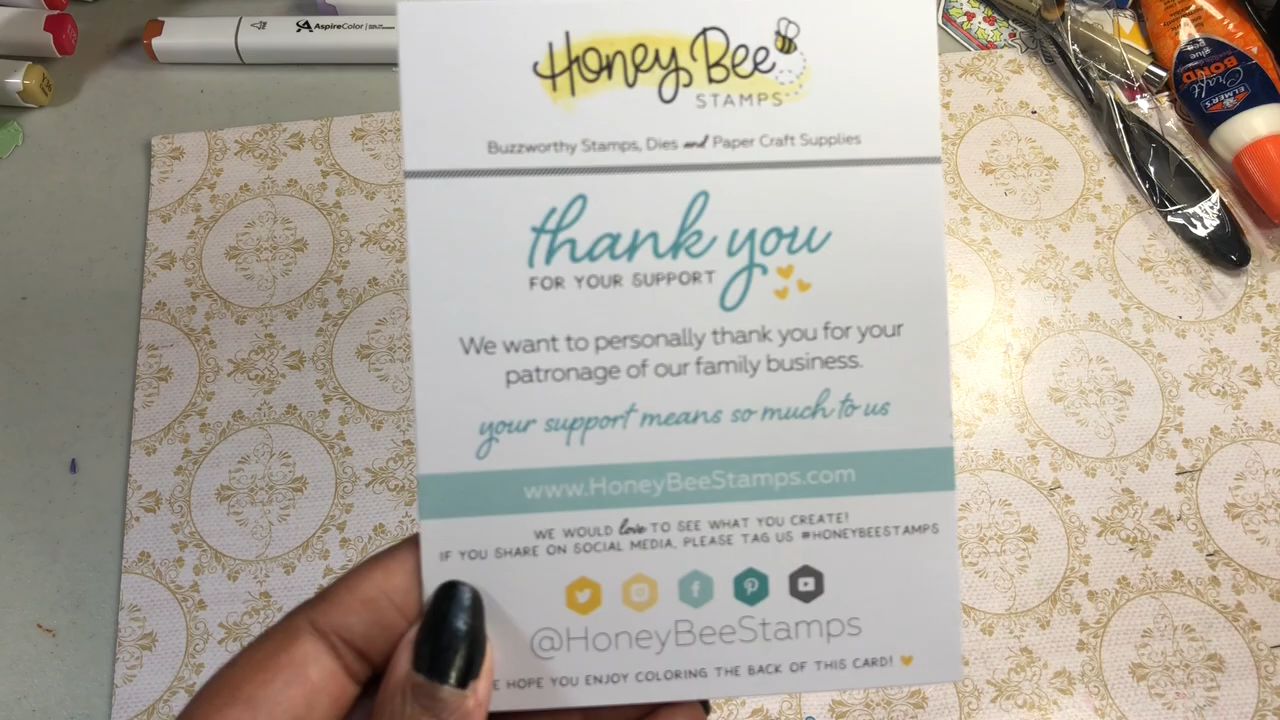 AspireColor
Honey Bee
STAMPS
Buzzworthy Stamps, Dies and Paper Craft Supplies
thank you
FOR YOUR SUPPORT
We want to personally thank you for your
patronage of our family business.
your support means so much to us
www.HoneyBeeStamps.com
WE WOULD love TO SEE WHAT YOU CREATE!
IF YOU SHARE ON SOCIAL MEDIA, PLEASE TAG US #HONEYBEESTAMPS
@HoneyBeeStamps
HOPE YOU ENJOY COLORING THE BACK OF THIS CARD!
ELMER'S
Craft
BOND
Glue